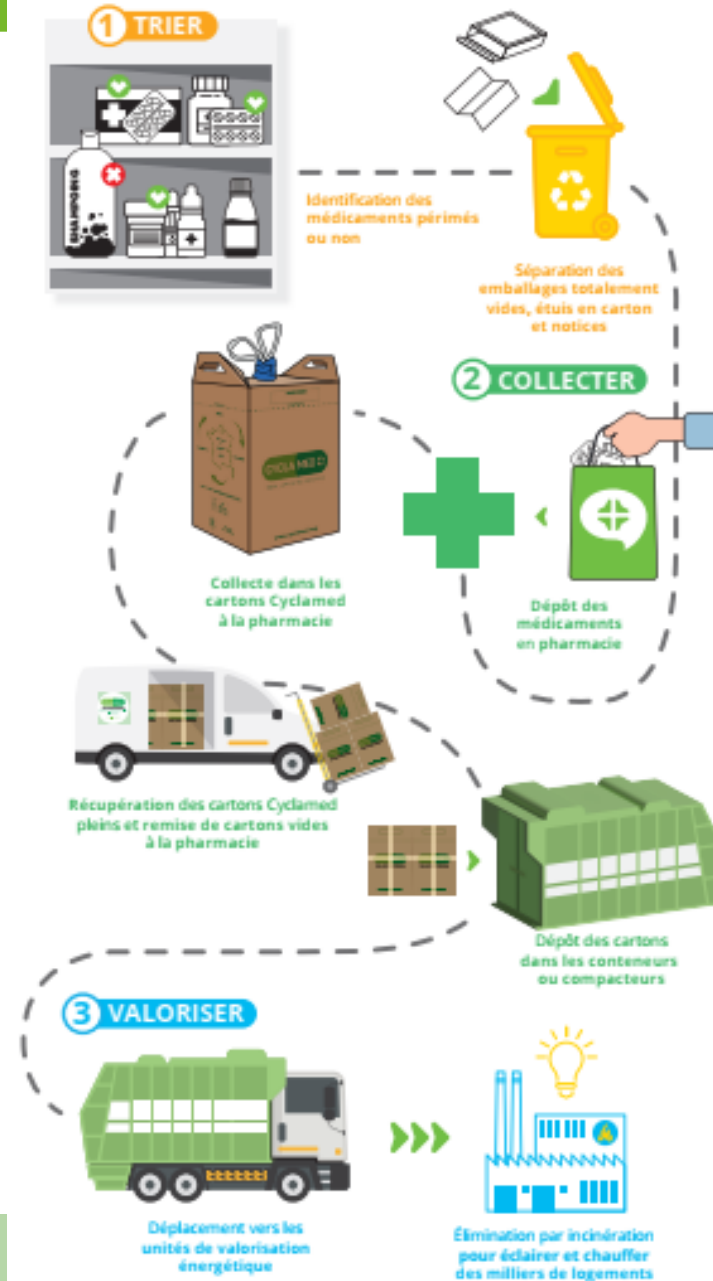 1 TRIER
SHAMPOING
Identification des
médicaments périmés
ou non
Séparation des
emballages totalement
vides, étuis en carton
et notices
2 COLLECTER
CYCLAMED
Collecte dans les
cartons Cyclamed
à la pharmacie
Dépôt des
médicaments
en pharmacie
Récupération des cartons Cyclamed
pleins et remise de cartons vides
à la pharmacie
Dépôt des cartons
dans les conteneurs
ou compacteurs
3 VALORISER
Déplacement vers les
unités de valorisation
énergétique
Élimination par incinération
pour éclairer et chauffer
des milliers de logements